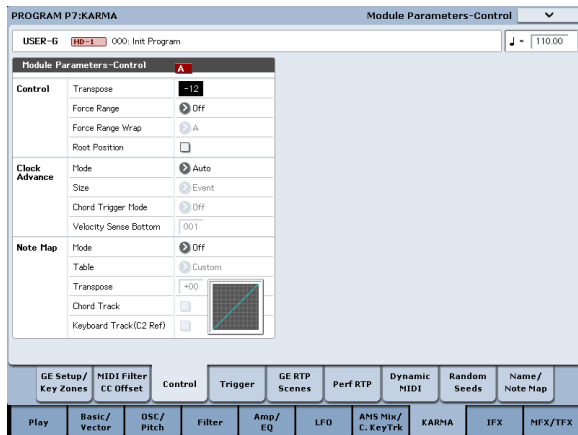 PROGRAM P7:KARMA Module Parameters-Control
USER-G HD-1 000: Init Program ♩= 110.00
Module Parameters-Control A
Control Transpose -12
Force Range Off
Force Range Wrap A
Root Position
Clock Advance Mode Auto
Size Event
Chord Trigger Mode Off
Velocity Sense Bottom 001
Note Map Mode Off
Table Custom
Transpose +00
Chord Track
Keyboard Track(C2 Ref)
GE Setup/ Key Zones MIDI Filter CC Offset Control Trigger GE RTP Scenes Perf RTP Dynamic MIDI Random Seeds Name/ Note Map
Play Basic/ Vector OSC/ Pitch Filter Amp/ EQ LFO AMS Mix/ C. KeyTrk KARMA IFX MFX/TFX